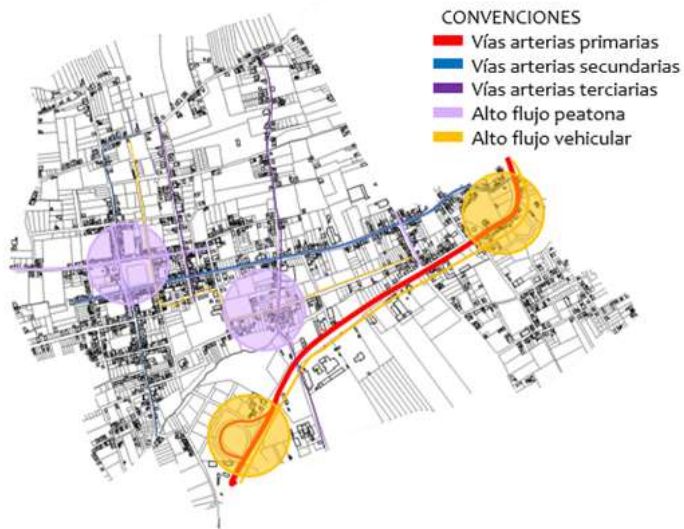 CONVENCIONES
Vías arterias primarias
Vías arterias secundarias
Vías arterias terciarias
Alto flujo peatona
Alto flujo vehicular